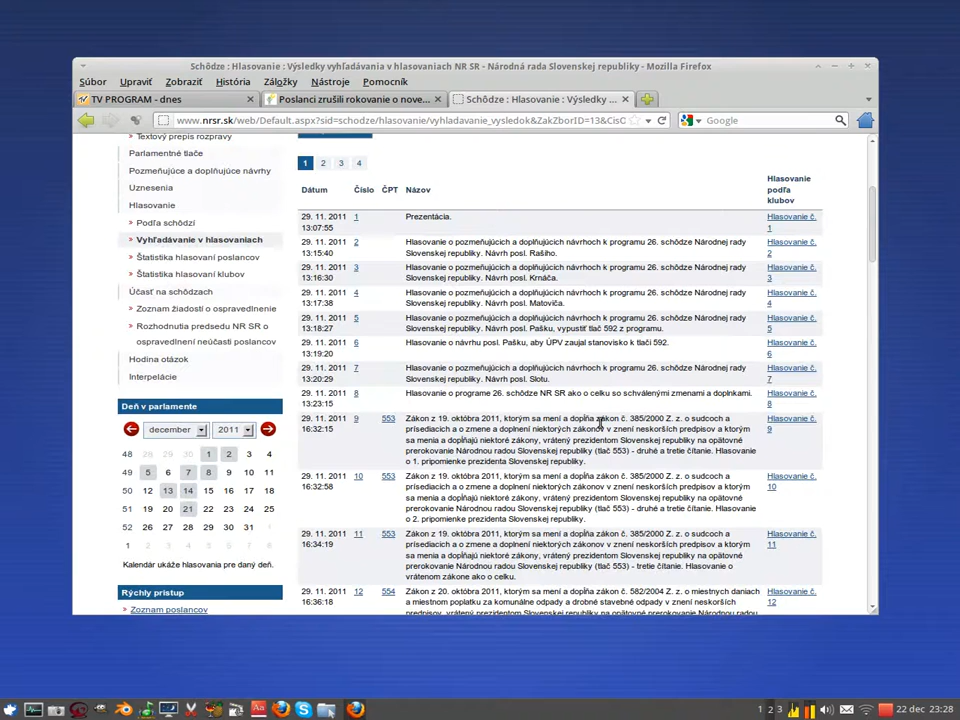 Schôdze : Hlasovanie : Výsledky vyhľadávania v hlasovaniach NR SR - Národná rada Slovenskej republiky - Mozilla Firefox
Súbor Upraviť Zobraziť História Záložky Nástroje Pomocník
TV PROGRAM - dnes
Poslanci zrušili rokovanie o nove...
Schôdze : Hlasovanie : Výsledky ...
www.nrsr.sk/web/Default.aspx?sid=schodze/hlasovanie/vyhladavanie_vysledok&ZakZborID=13&CisO
Google
Textový prepis rozpravy
Parlamentné tlače
Pozmeňujúce a doplňujúce návrhy
Uznesenia
Hlasovanie
Podľa schôdzí
Vyhľadávanie v hlasovaniach
Štatistika hlasovaní poslancov
Štatistika hlasovaní klubov
Účasť na schôdzach
Zoznam žiadostí o ospravedlnenie
Rozhodnutia predsedu NR SR o
ospravedlnení neúčasti poslancov
Hodina otázok
Interpelácie
Deň v parlamente
december 2011
48 28 29 30 1 2 3 4
49 5 6 7 8 9 10 11
50 12 13 14 15 16 17 18
51 19 20 21 22 23 24 25
52 26 27 28 29 30 31 1
1 2 3 4 5 6 7 8
Kalendár ukáže hlasovania pre daný deň.
Rýchly prístup
Zoznam poslancov
1 2 3 4
Dátum Číslo ČPT Názov Hlasovanie
podľa
klubov
29. 11. 2011 1 Prezentácia. Hlasovanie č.
13:07:55 1
29. 11. 2011 2 Hlasovanie o pozmeňujúcich a doplňujúcich návrhoch k programu 26. schôdze Národnej rady Hlasovanie č.
13:15:40 Slovenskej republiky. Návrh posl. Rašiho. 2
29. 11. 2011 3 Hlasovanie o pozmeňujúcich a doplňujúcich návrhoch k programu 26. schôdze Národnej rady Hlasovanie č.
13:16:30 Slovenskej republiky. Návrh posl. Krnáča. 3
29. 11. 2011 4 Hlasovanie o pozmeňujúcich a doplňujúcich návrhoch k programu 26. schôdze Národnej rady Hlasovanie č.
13:17:38 Slovenskej republiky. Návrh posl. Matoviča. 4
29. 11. 2011 5 Hlasovanie o pozmeňujúcich a doplňujúcich návrhoch k programu 26. schôdze Národnej rady Hlasovanie č.
13:18:27 Slovenskej republiky. Návrh posl. Pašku, vypustiť tlač 592 z programu. 5
29. 11. 2011 6 Hlasovanie o návrhu posl. Pašku, aby ÚPV zaujal stanovisko k tlači 592. Hlasovanie č.
13:19:20 6
29. 11. 2011 7 Hlasovanie o pozmeňujúcich a doplňujúcich návrhoch k programu 26. schôdze Národnej rady Hlasovanie č.
13:20:29 Slovenskej republiky. Návrh posl. Slotu. 7
29. 11. 2011 8 Hlasovanie o programe 26. schôdze NR SR ako o celku so schválenými zmenami a doplnkami. Hlasovanie č.
13:23:15 8
29. 11. 2011 9 553 Zákon z 19. októbra 2011, ktorým sa mení a dopĺňa zákon č. 385/2000 Z. z. o sudcoch a Hlasovanie č.
16:32:15 prísediacich a o zmene a doplnení niektorých zákonov v znení neskorších predpisov a ktorým 9
sa menia a dopĺňajú niektoré zákony, vrátený prezidentom Slovenskej republiky na opätovné
prerokovanie Národnou radou Slovenskej republiky (tlač 553) - druhé a tretie čítanie. Hlasovanie
o 1. pripomienke prezidenta Slovenskej republiky.
29. 11. 2011 10 553 Zákon z 19. októbra 2011, ktorým sa mení a dopĺňa zákon č. 385/2000 Z. z. o sudcoch a Hlasovanie č.
16:32:58 prísediacich a o zmene a doplnení niektorých zákonov v znení neskorších predpisov a ktorým 10
sa menia a dopĺňajú niektoré zákony, vrátený prezidentom Slovenskej republiky na opätovné
prerokovanie Národnou radou Slovenskej republiky (tlač 553) - druhé a tretie čítanie. Hlasovanie
o 2. pripomienke prezidenta Slovenskej republiky.
29. 11. 2011 11 553 Zákon z 19. októbra 2011, ktorým sa mení a dopĺňa zákon č. 385/2000 Z. z. o sudcoch a Hlasovanie č.
16:34:19 prísediacich a o zmene a doplnení niektorých zákonov v znení neskorších predpisov a ktorým 11
sa menia a dopĺňajú niektoré zákony, vrátený prezidentom Slovenskej republiky na opätovné
prerokovanie Národnou radou Slovenskej republiky (tlač 553) - tretie čítanie. Hlasovanie o
vrátenom zákone ako o celku.
29. 11. 2011 12 554 Zákon z 20. októbra 2011, ktorým sa mení a dopĺňa zákon č. 582/2004 Z. z. o miestnych daniach Hlasovanie č.
16:36:18 a miestnom poplatku za komunálne odpady a drobné stavebné odpady v znení neskorších 12
predpisov, vrátený prezidentom Slovenskej republiky na opätovné prerokovanie Národnou radou
1 2 3
22 dec 23:28